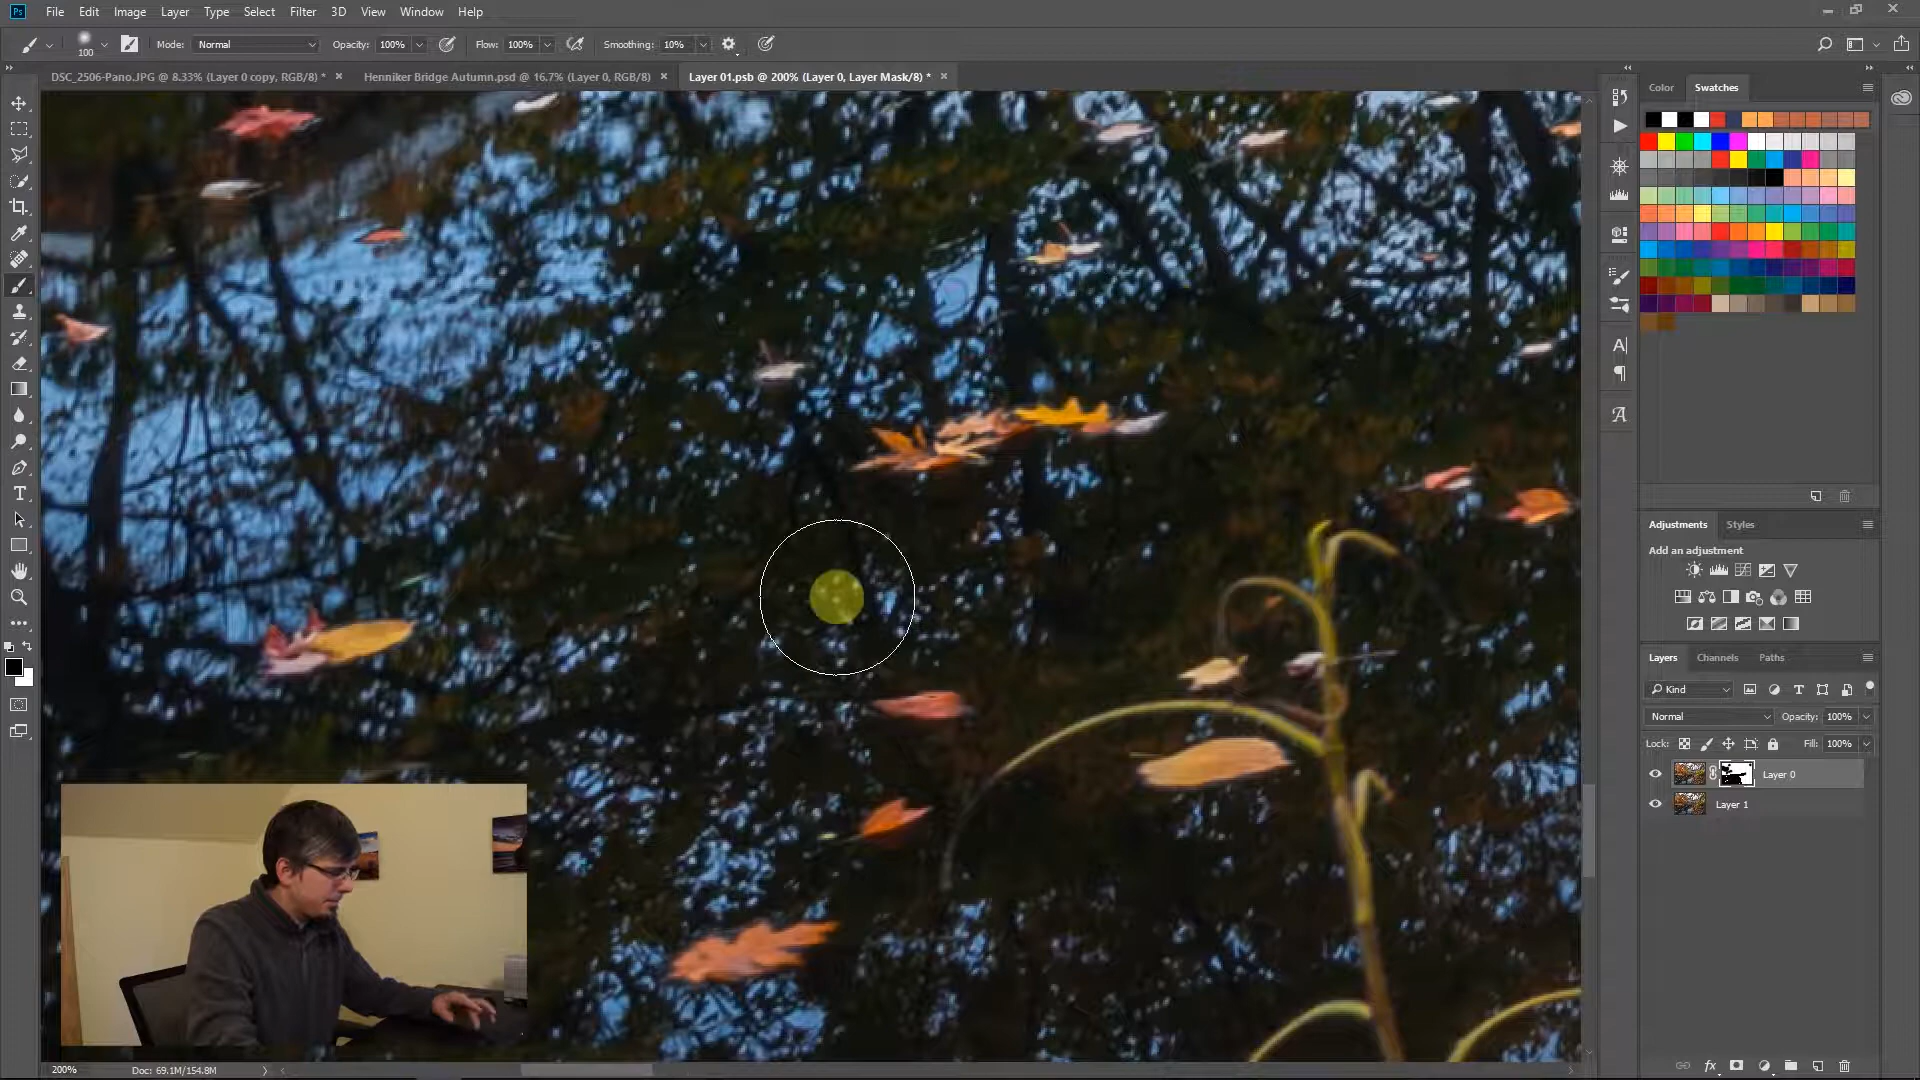 Ps File Edit Image Layer Type Select Filter 3D View Window Help
100 Mode: Normal Opacity: 100% Flow: 100% Smoothing: 10%
DSC_2506-Pano.JPG @ 8.33% (Layer 0 copy, RGB/8) * Henniker Bridge Autumn.psd @ 16.7% (Layer 0, RGB/8) Layer 01.psb @ 200% (Layer 0, Layer Mask/8) *
Color Swatches
Adjustments Styles
Add an adjustment
Layers Channels Paths
Kind
Normal Opacity: 100%
Lock: Fill: 100%
Layer 0
Layer 1
200% Doc: 69.1M/154.8M